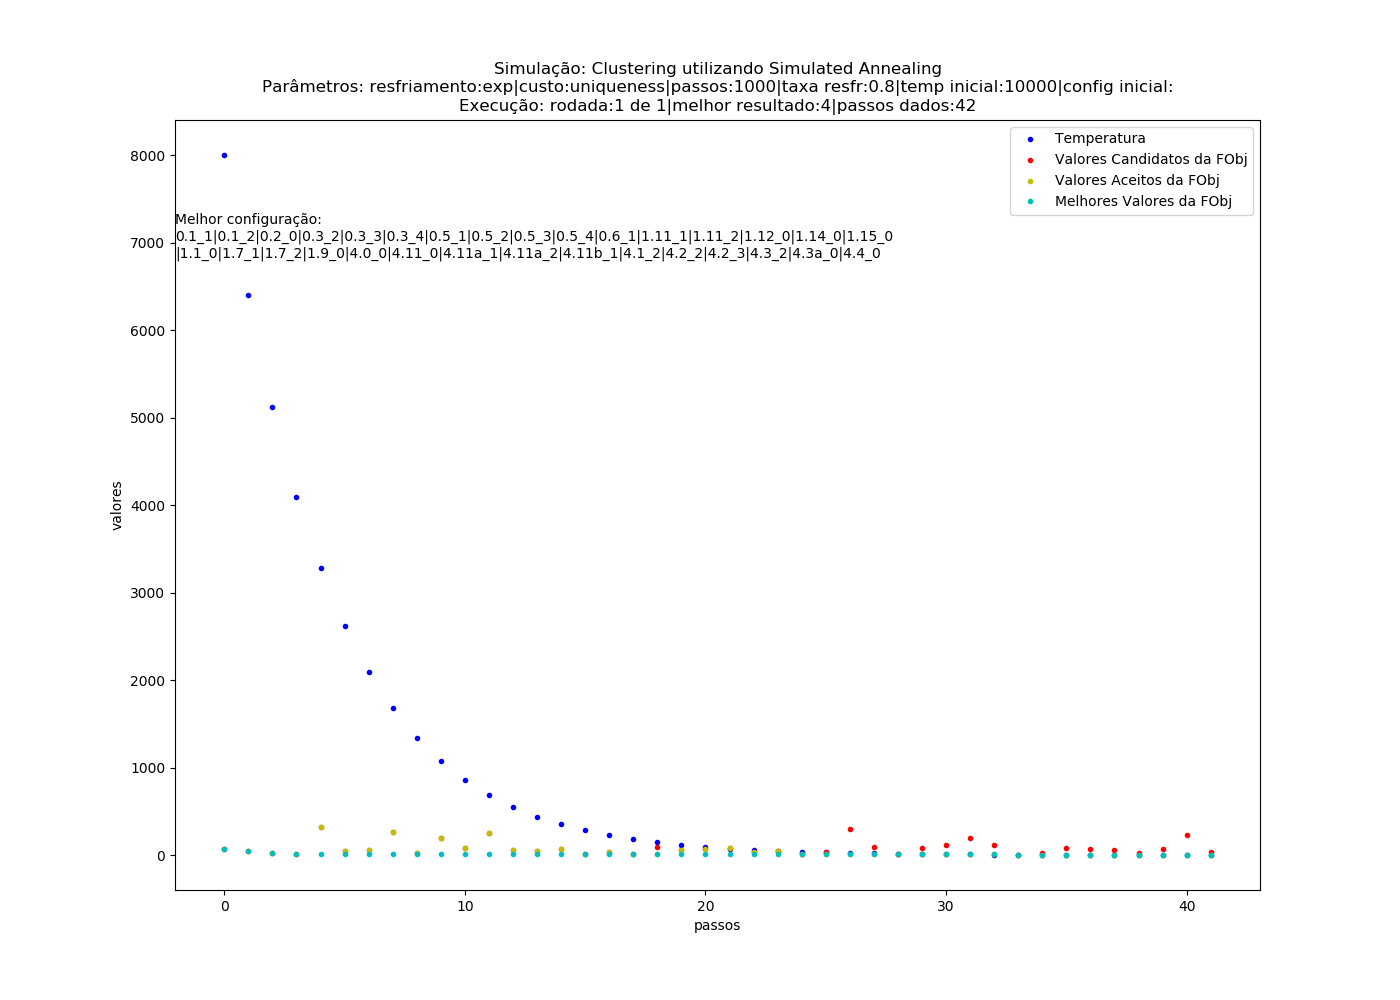 Simulação: Clustering utilizando Simulated Annealing
Parâmetros: resfriamento:exp|custo:uniqueness|passos:1000|taxa resfr:0.8|temp inicial:10000|config inicial:
Execução: rodada:1 de 1|melhor resultado:4|passos dados:42
Temperatura
Valores Candidatos da FObj
Valores Aceitos da FObj
Melhores Valores da FObj
8000
Melhor configuração:
0.1_1|0.1_2|0.2_0|0.3_2|0.3_3|0.3_4|0.5_1|0.5_2|0.5_3|0.5_4|0.6_1|1.11_1|1.11_2|1.12_0|1.14_0|1.15_0
|1.1_0|1.7_1|1.7_2|1.9_0|4.0_0|4.11_0|4.11a_1|4.11a_2|4.11b_1|4.1_2|4.2_2|4.2_3|4.3_2|4.3a_0|4.4_0
7000
6000
5000
4000
3000
2000
1000
0
valores
0 10 20 30 40
passos